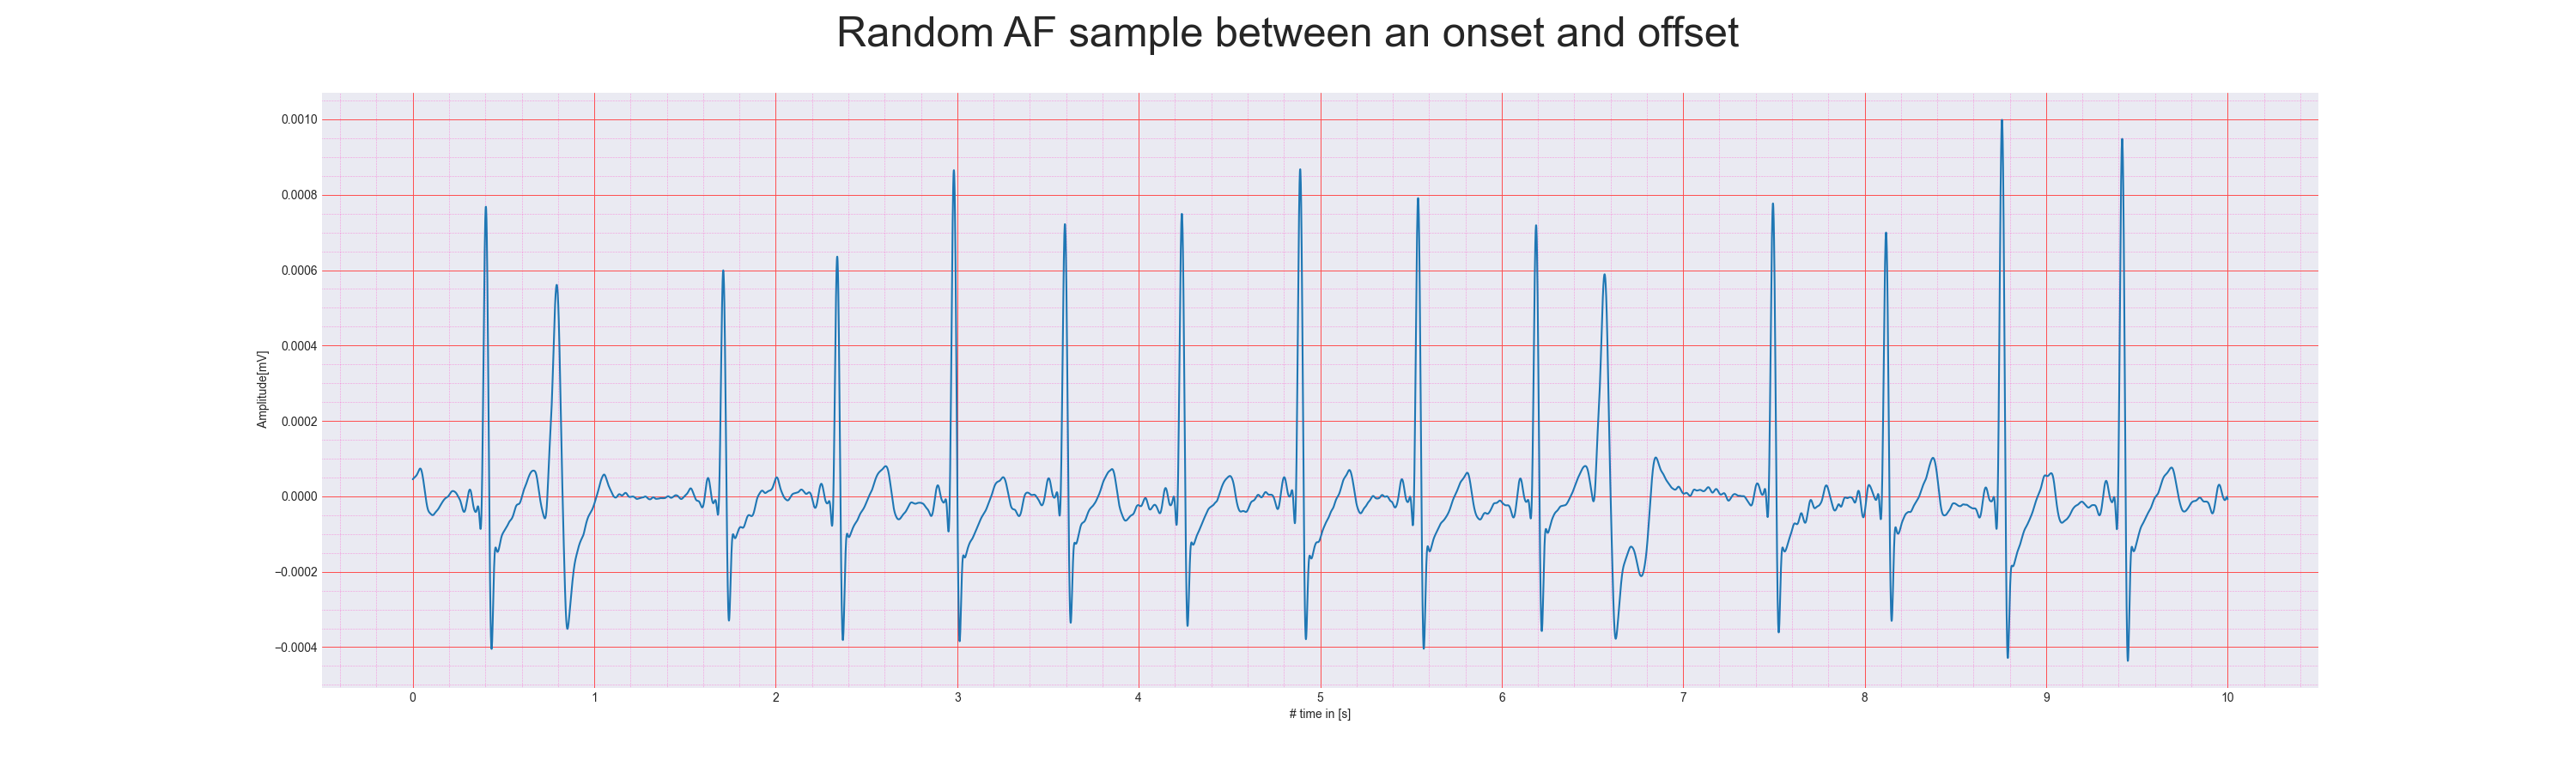 Random AF sample between an onset and offset
0.0010
0.0008
0.0006
0.0004
0.0002
0.0000
−0.0002
−0.0004
Amplitude[mV]
0 1 2 3 4 5 6 7 8 9 10
# time in [s]